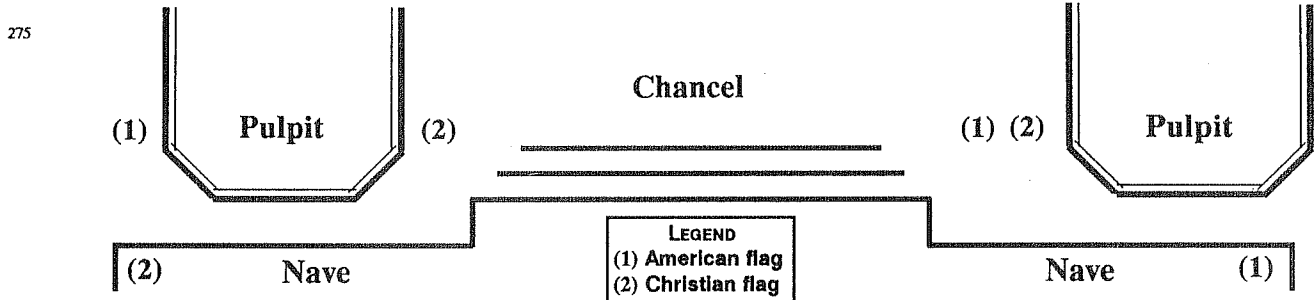 275
Chancel
(1) Pulpit (2)
(1) (2) Pulpit
LEGEND
(1) American flag
(2) Christian flag
(2) Nave
Nave (1)